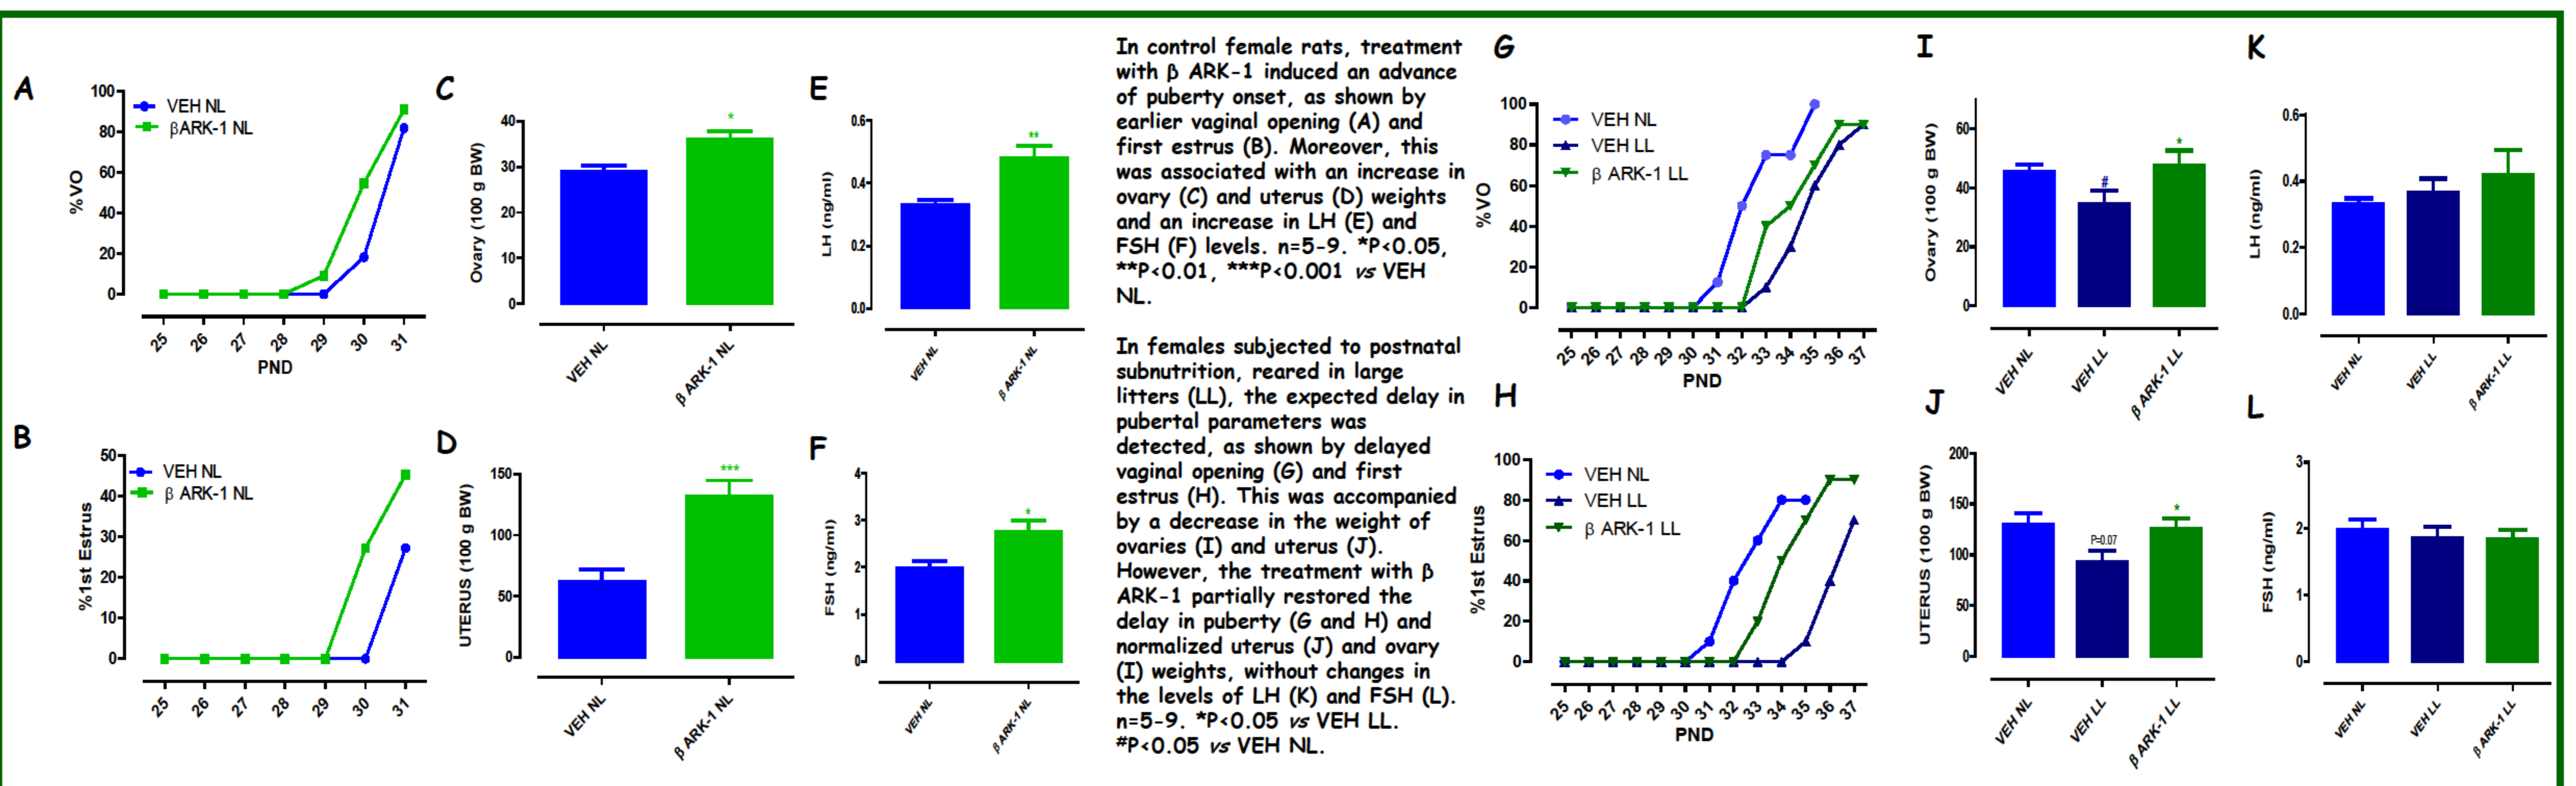 A
100
80
60
40
20
0
%VO
VEH NL
βARK-1 NL
25 26 27 28 29 30 31
PND
B
50
40
30
20
10
0
%1st Estrus
VEH NL
β ARK-1 NL
25 26 27 28 29 30 31
C
40
30
20
10
0
Ovary (100 g BW)
*
VEH NL
β ARK-1 NL
D
150
100
50
0
UTERUS (100 g BW)
***
VEH NL
β ARK-1 NL
E
0.6
0.4
0.2
0.0
LH (ng/ml)
**
VEH NL
β ARK-1 NL
F
4
3
2
1
0
FSH (ng/ml)
*
VEH NL
β ARK-1 NL
In control female rats, treatment
with β ARK-1 induced an advance
of puberty onset, as shown by
earlier vaginal opening (A) and
first estrus (B). Moreover, this
was associated with an increase in
ovary (C) and uterus (D) weights
and an increase in LH (E) and
FSH (F) levels. n=5-9. *P<0.05,
**P<0.01, ***P<0.001 vs VEH
NL.
In females subjected to postnatal
subnutrition, reared in large
litters (LL), the expected delay in
pubertal parameters was
detected, as shown by delayed
vaginal opening (G) and first
estrus (H). This was accompanied
by a decrease in the weight of
ovaries (I) and uterus (J).
However, the treatment with β
ARK-1 partially restored the
delay in puberty (G and H) and
normalized uterus (J) and ovary
(I) weights, without changes in
the levels of LH (K) and FSH (L).
n=5-9. *P<0.05 vs VEH LL.
#P<0.05 vs VEH NL.
G
100
80
60
40
20
0
%VO
VEH NL
VEH LL
β ARK-1 LL
25 26 27 28 29 30 31 32 33 34 35 36 37
PND
H
100
80
60
40
20
0
%1st Estrus
VEH NL
VEH LL
β ARK-1 LL
25 26 27 28 29 30 31 32 33 34 35 36 37
PND
I
60
40
20
0
Ovary (100 g BW)
#
*
VEH NL
VEH LL
β ARK-1 LL
J
200
150
100
50
0
UTERUS (100 g BW)
P=0.07
*
VEH NL
VEH LL
β ARK-1 LL
K
0.6
0.4
0.2
0.0
LH (ng/ml)
VEH NL
VEH LL
β ARK-1 LL
L
3
2
1
0
FSH (ng/ml)
VEH NL
VEH LL
β ARK-1 LL